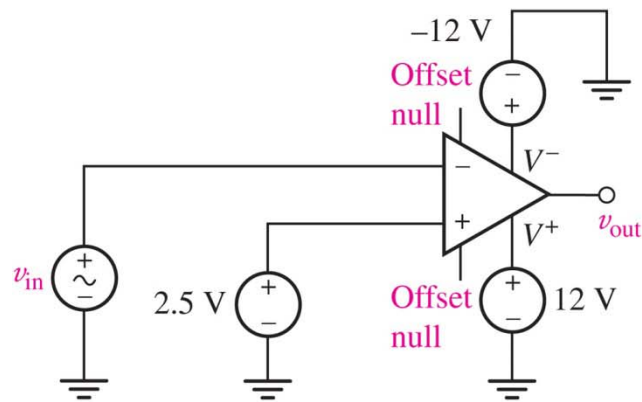 –12 V
Offset
null
–
+
V–
–
+
vout
V+
+
–
vin
2.5 V
+
–
Offset
null
+
–
12 V